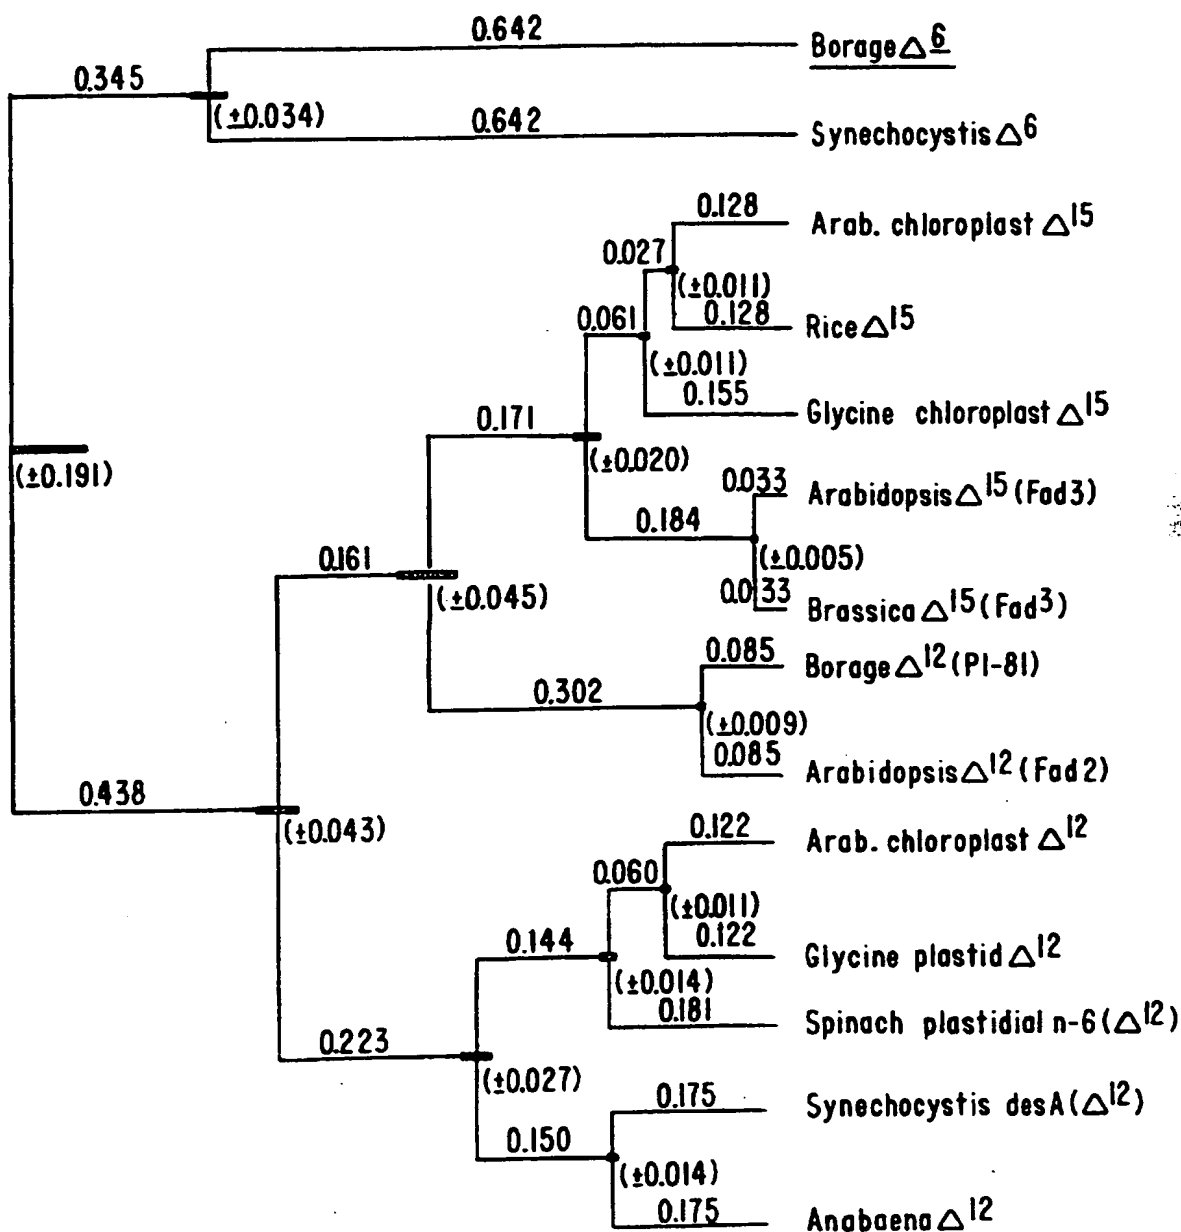 0.642
Borage Δ6
0.345
(±0.034)
0.642
Synechocystis Δ6
0.128
Arab. chloroplast Δ15
0.027
(±0.011)
0.128
Rice Δ15
0.061
(±0.011)
0.155
Glycine chloroplast Δ15
0.171
(±0.020)
(±0.191)
0.033
Arabidopsis Δ15 (Fad3)
0.184
(±0.005)
0.033
Brassica Δ15 (Fad3)
0.161
(±0.045)
0.085
Borage Δ12 (P1-81)
0.302
(±0.009)
0.085
Arabidopsis Δ12 (Fad2)
0.438
(±0.043)
0.122
Arab. chloroplast Δ12
0.060
(±0.011)
0.122
Glycine plastid Δ12
0.144
(±0.014)
0.181
Spinach plastidial n-6 (Δ12)
0.223
(±0.027)
0.175
Synechocystis desA (Δ12)
0.150
(±0.014)
0.175
Anabaena Δ12